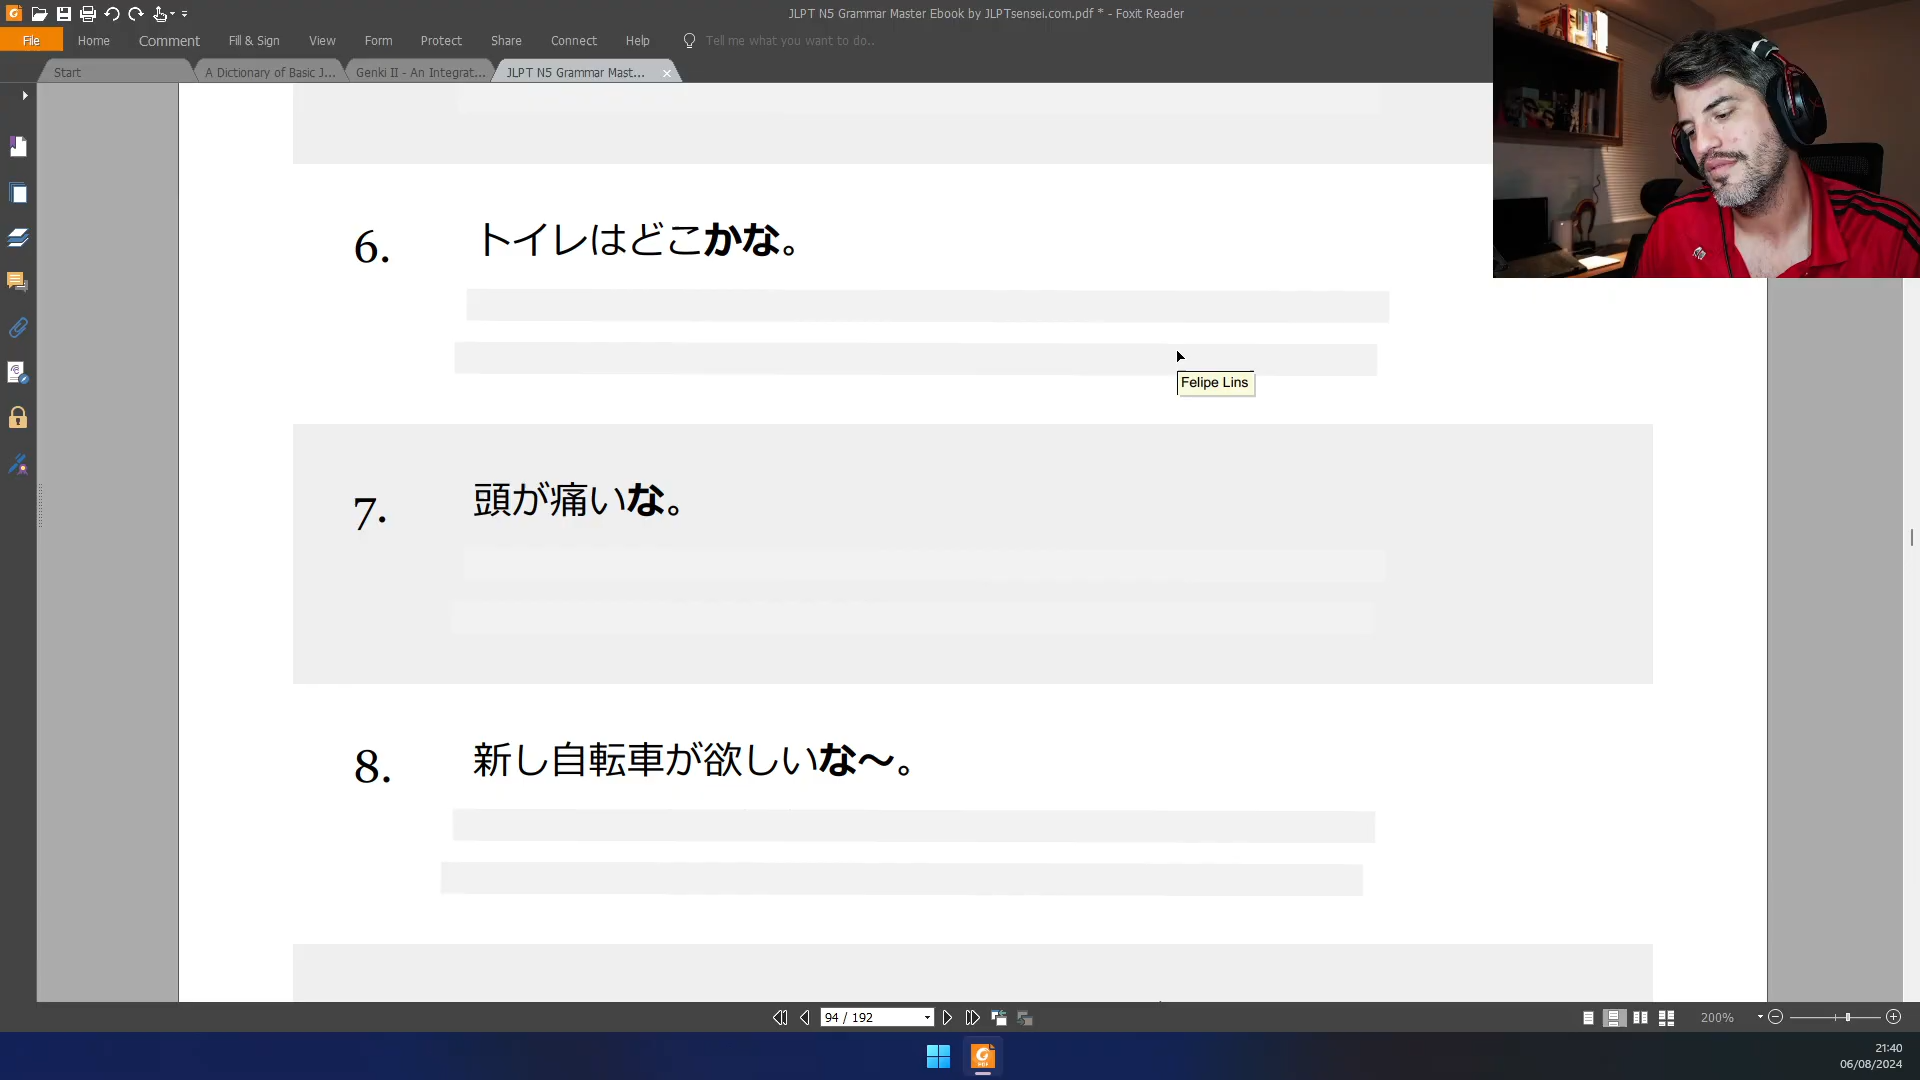 JLPT N5 Grammar Master Ebook by JLPTsensei.com.pdf * - Foxit Reader
File Home Comment Fill & Sign View Form Protect Share Connect Help Tell me what you want to do..
Start A Dictionary of Basic J... Genki II - An Integrat... JLPT N5 Grammar Mast...
6. トイレはどこかな。
Felipe Lins
7. 頭が痛いな。
8. 新し自転車が欲しいな〜。
94 / 192
200%
21:40
06/08/2024